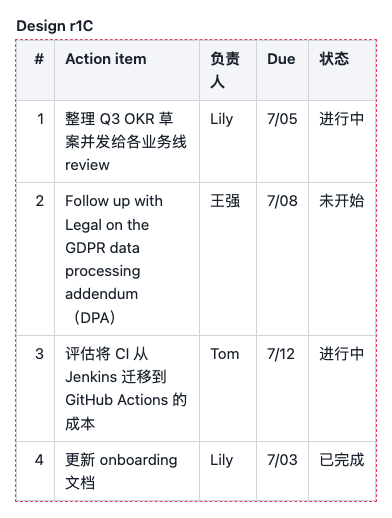 Design r1C
# Action item 负责人 Due 状态
1 整理 Q3 OKR 草案并发给各业务线 review Lily 7/05 进行中
2 Follow up with Legal on the GDPR data processing addendum（DPA） 王强 7/08 未开始
3 评估将 CI 从 Jenkins 迁移到 GitHub Actions 的成本 Tom 7/12 进行中
4 更新 onboarding 文档 Lily 7/03 已完成